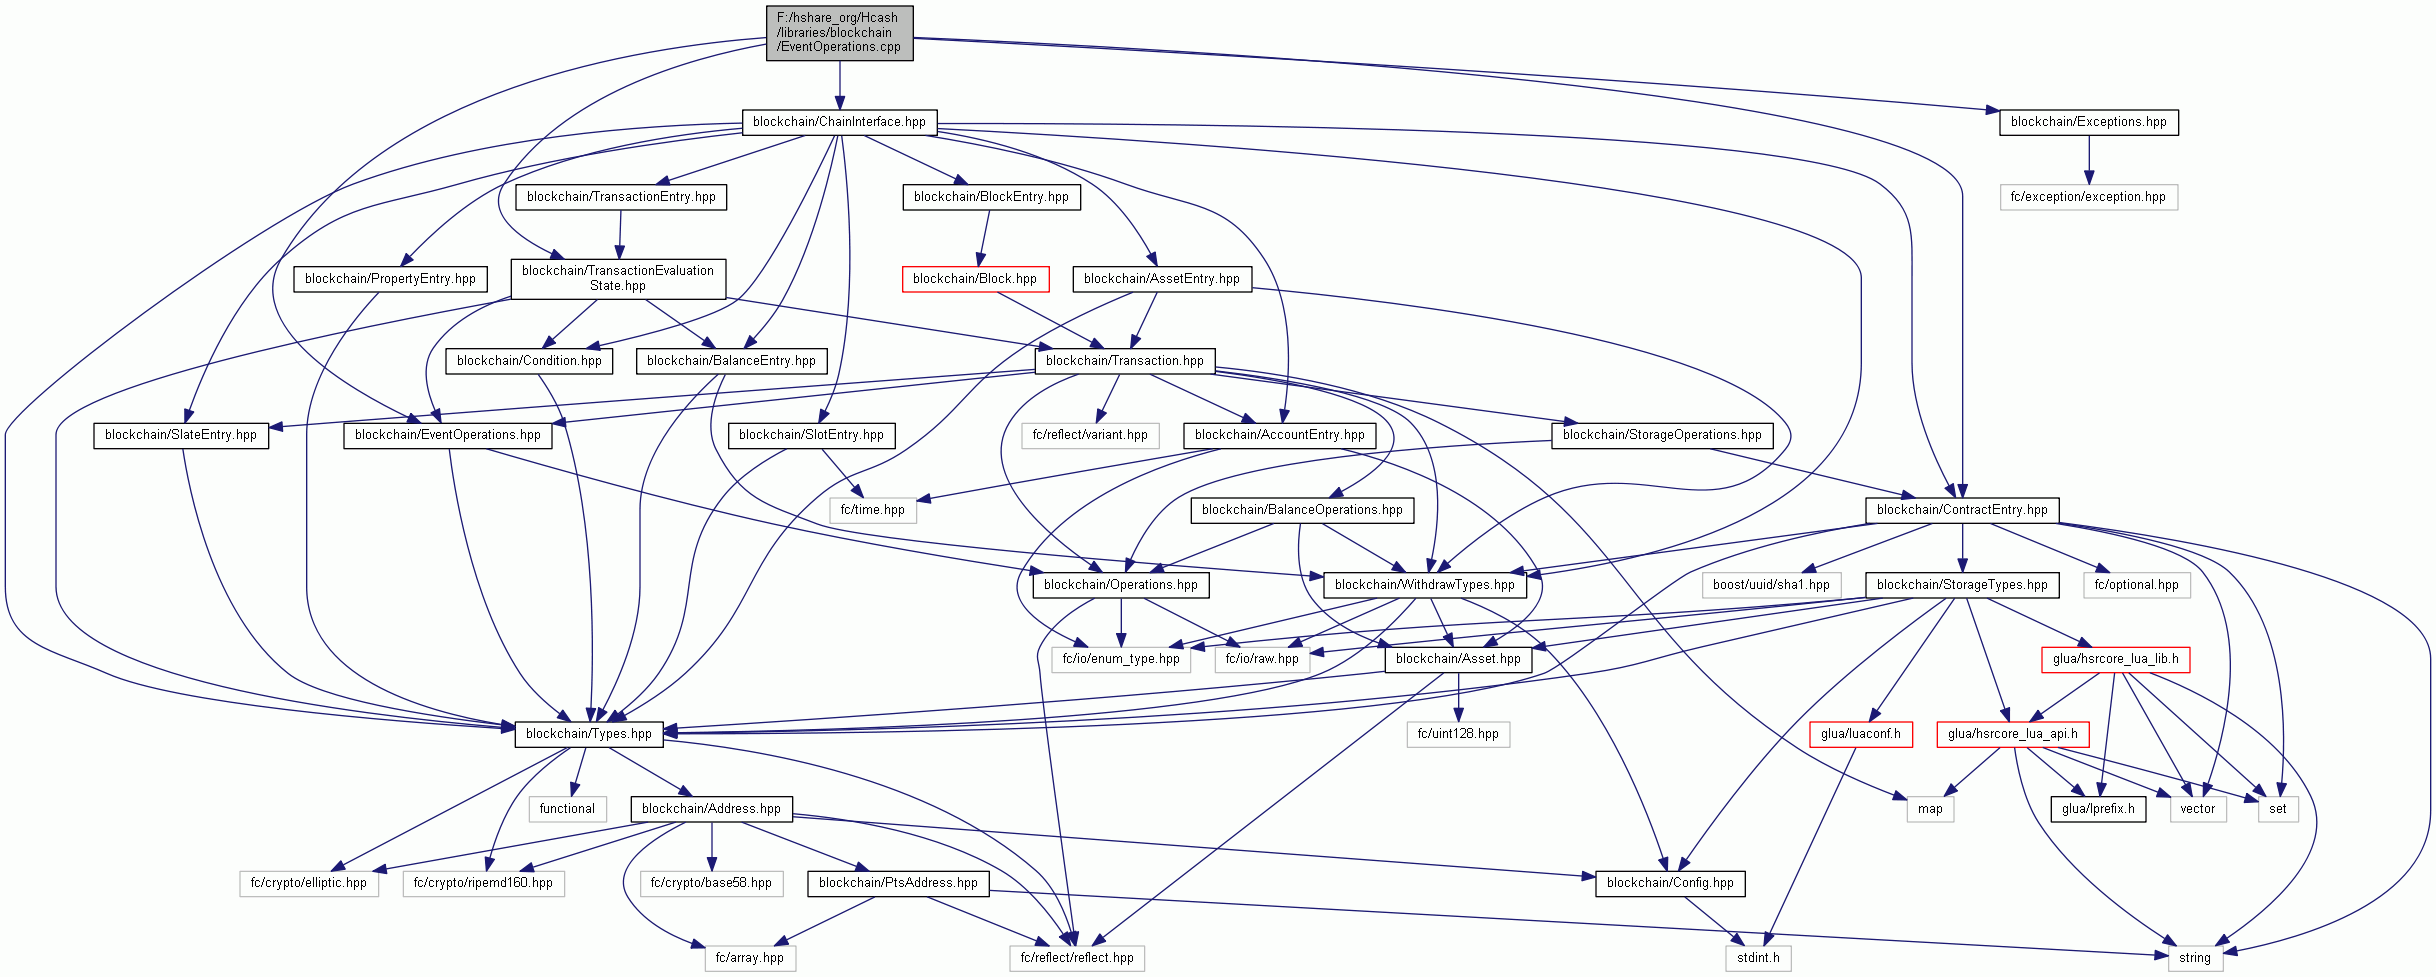 F:/hshare_org/Hcash
/libraries/blockchain
/EventOperations.cpp
blockchain/ChainInterface.hpp
blockchain/Exceptions.hpp
blockchain/TransactionEntry.hpp
blockchain/BlockEntry.hpp
fc/exception/exception.hpp
blockchain/PropertyEntry.hpp
blockchain/TransactionEvaluation
State.hpp
blockchain/Block.hpp
blockchain/AssetEntry.hpp
blockchain/Condition.hpp
blockchain/BalanceEntry.hpp
blockchain/Transaction.hpp
blockchain/SlateEntry.hpp
blockchain/EventOperations.hpp
blockchain/SlotEntry.hpp
fc/reflect/variant.hpp
blockchain/AccountEntry.hpp
blockchain/StorageOperations.hpp
fc/time.hpp
blockchain/BalanceOperations.hpp
blockchain/ContractEntry.hpp
blockchain/Operations.hpp
blockchain/WithdrawTypes.hpp
boost/uuid/sha1.hpp
blockchain/StorageTypes.hpp
fc/optional.hpp
fc/io/enum_type.hpp
fc/io/raw.hpp
blockchain/Asset.hpp
glua/hsrcore_lua_lib.h
blockchain/Types.hpp
fc/uint128.hpp
glua/luaconf.h
glua/hsrcore_lua_api.h
functional
blockchain/Address.hpp
map
glua/lprefix.h
vector
set
fc/crypto/elliptic.hpp
fc/crypto/ripemd160.hpp
fc/crypto/base58.hpp
blockchain/PtsAddress.hpp
blockchain/Config.hpp
fc/array.hpp
fc/reflect/reflect.hpp
stdint.h
string